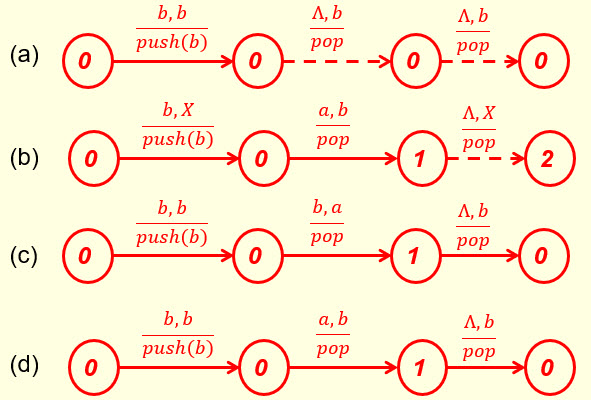 (a) 0 b, b / push(b) 0 Λ, b / pop 0 Λ, b / pop 0
(b) 0 b, X / push(b) 0 a, b / pop 1 Λ, X / pop 2
(c) 0 b, b / push(b) 0 b, a / pop 1 Λ, b / pop 0
(d) 0 b, b / push(b) 0 a, b / pop 1 Λ, b / pop 0